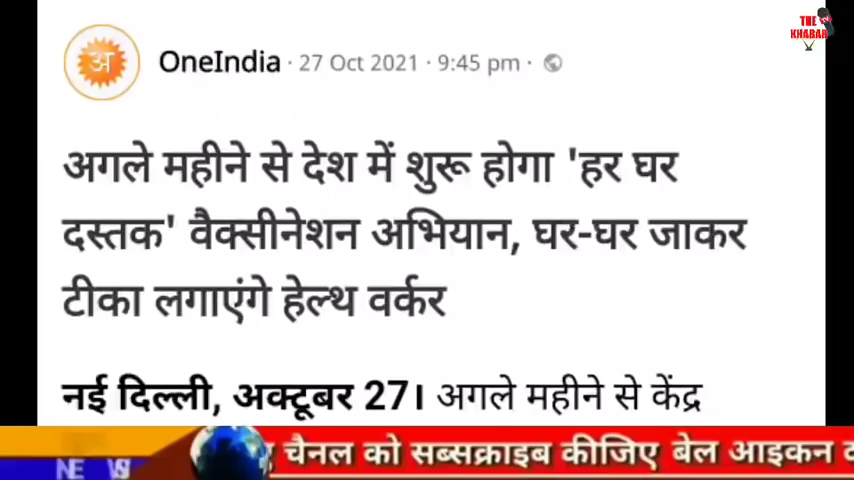 THE
KHABAR
अ
OneIndia · 27 Oct 2021 · 9:45 pm ·
अगले महीने से देश में शुरू होगा 'हर घर
दस्तक' वैक्सीनेशन अभियान, घर-घर जाकर
टीका लगाएंगे हेल्थ वर्कर
नई दिल्ली, अक्टूबर 27। अगले महीने से केंद्र
चैनल को सब्सक्राइब कीजिए बेल आइकन
NEWS